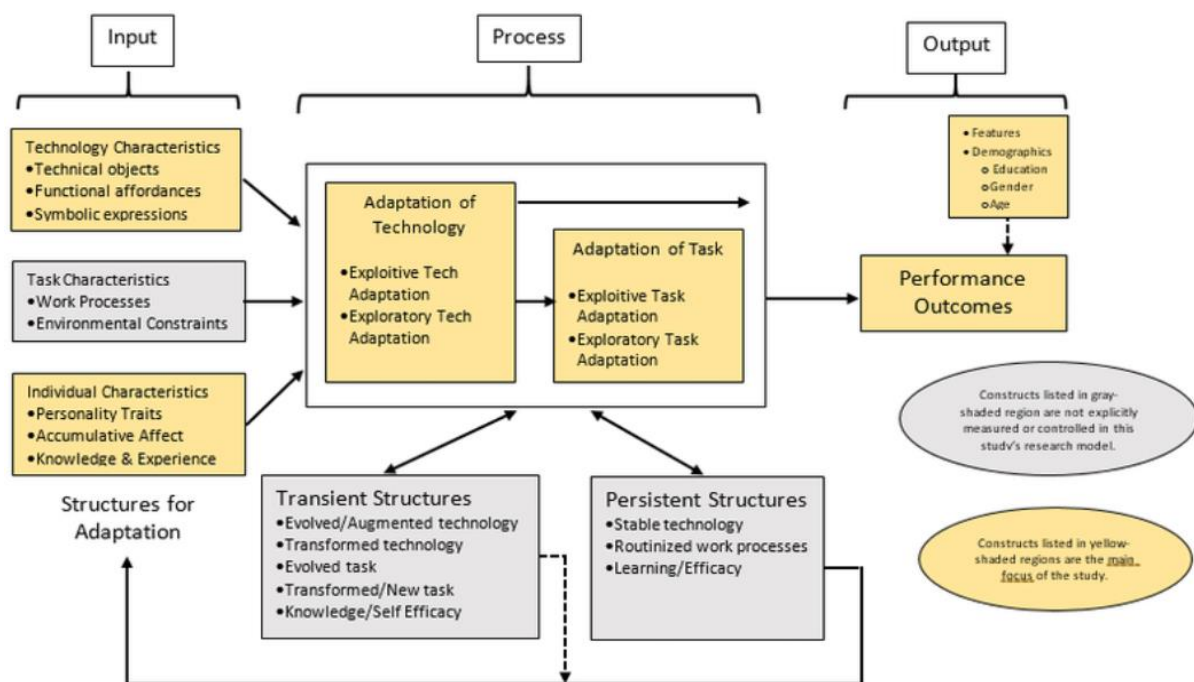 Input
Process
Output
Technology Characteristics
•Technical objects
•Functional affordances
•Symbolic expressions
Task Characteristics
•Work Processes
•Environmental Constraints
Individual Characteristics
•Personality Traits
•Accumulative Affect
•Knowledge & Experience
Structures for
Adaptation
Adaptation of
Technology
•Exploitive Tech
Adaptation
•Exploratory Tech
Adaptation
Adaptation of Task
•Exploitive Task
Adaptation
•Exploratory Task
Adaptation
Transient Structures
•Evolved/Augmented technology
•Transformed technology
•Evolved task
•Transformed/New task
•Knowledge/Self Efficacy
Persistent Structures
•Stable technology
•Routinized work processes
•Learning/Efficacy
• Features
• Demographics
o Education
o Gender
o Age
Performance
Outcomes
Constructs listed in gray-
shaded region are not explicitly
measured or controlled in this
study's research model.
Constructs listed in yellow-
shaded regions are the main
focus of the study.